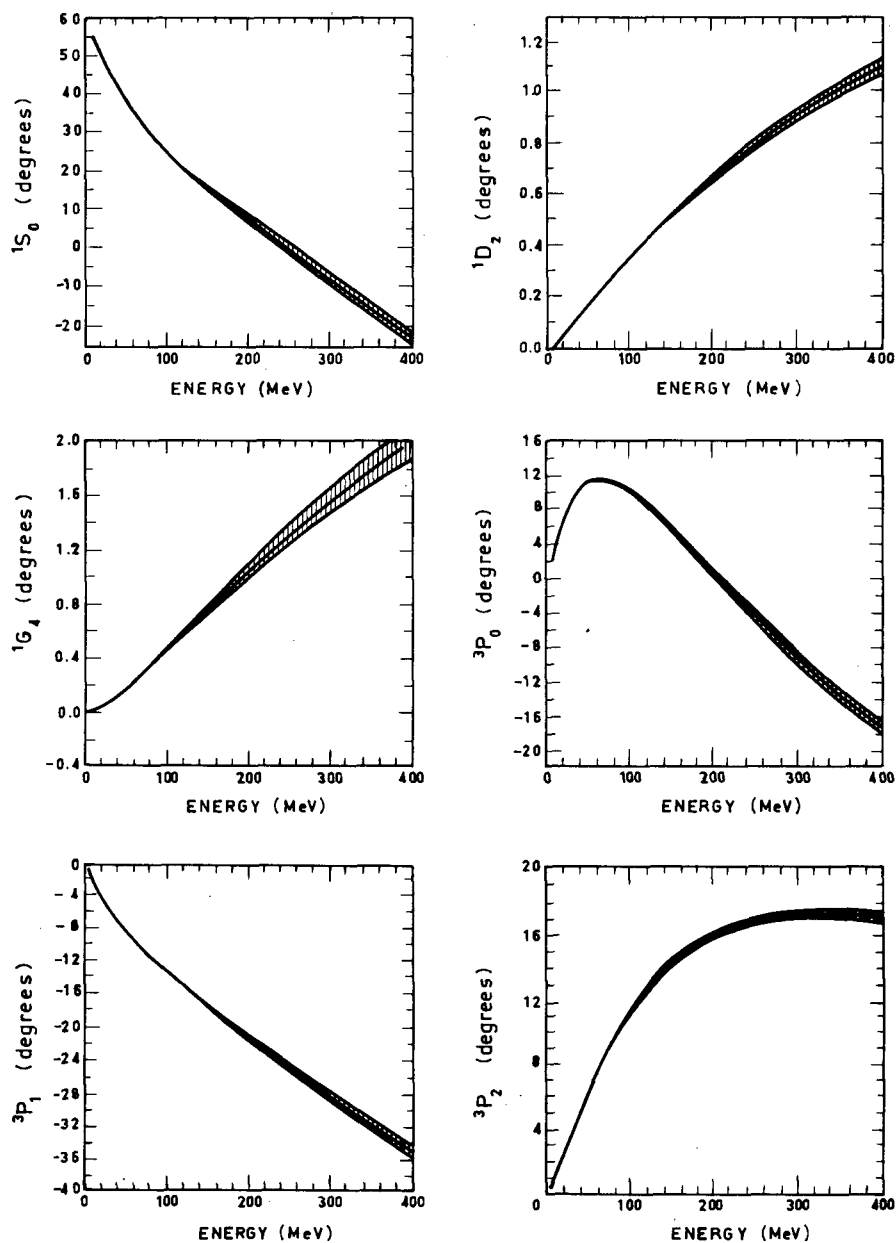 60
50
40
30
20
10
0
-10
-20
¹S₀ (degrees)
0 100 200 300 400
ENERGY (MeV)
1.2
1.0
0.8
0.6
0.4
0.2
0.0
¹D₂ (degrees)
0 100 200 300 400
ENERGY (MeV)
2.0
1.6
1.2
0.8
0.4
0.0
-0.4
¹G₄ (degrees)
0 100 200 300 400
ENERGY (MeV)
16
12
8
4
0
-4
-8
-12
-16
-20
³P₀ (degrees)
0 100 200 300 400
ENERGY (MeV)
0
-4
-8
-12
-16
-20
-24
-28
-32
-36
-40
³P₁ (degrees)
0 100 200 300 400
ENERGY (MeV)
20
16
12
8
4
³P₂ (degrees)
0 100 200 300 400
ENERGY (MeV)